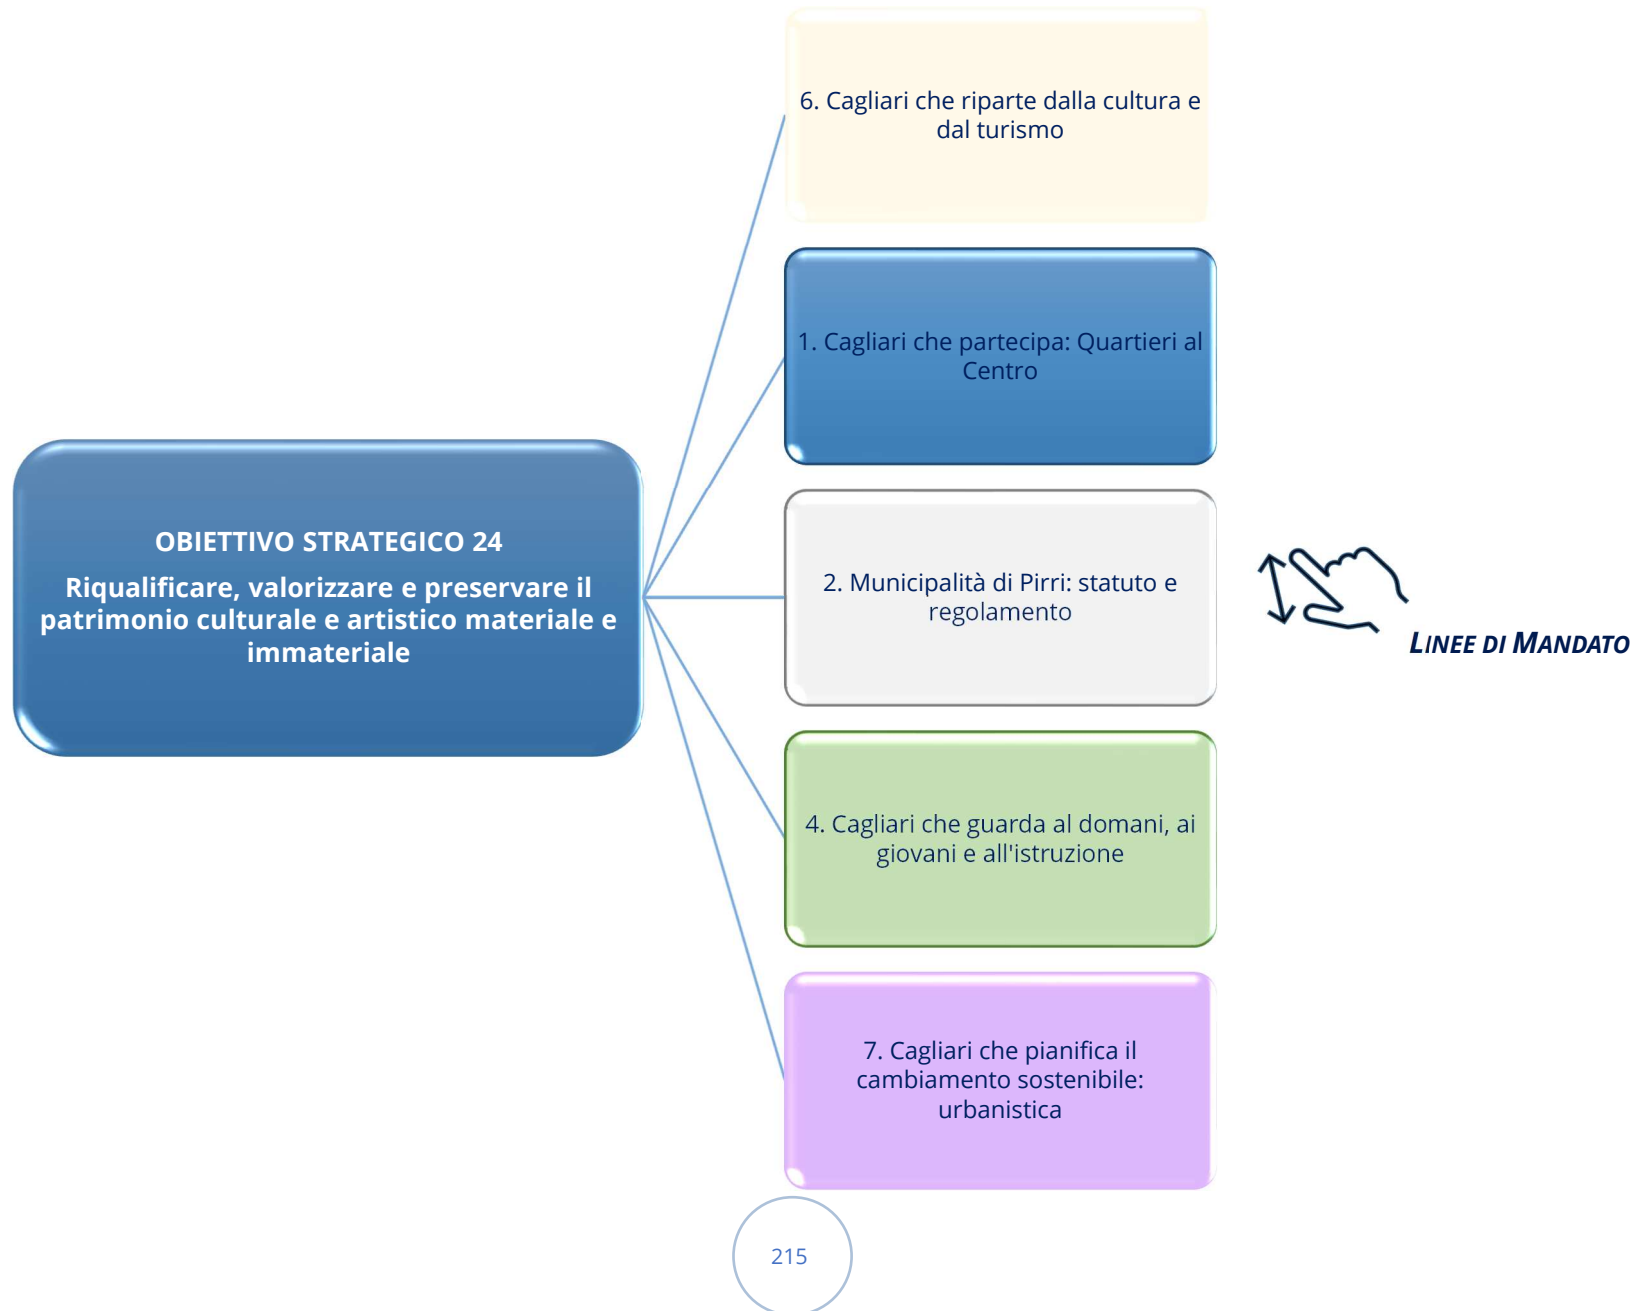 6. Cagliari che riparte dalla cultura e
dal turismo
1. Cagliari che partecipa: Quartieri al
Centro
OBIETTIVO STRATEGICO 24
Riqualificare, valorizzare e preservare il
patrimonio culturale e artistico materiale e
immateriale
2. Municipalità di Pirri: statuto e
regolamento
LINEE DI MANDATO
4. Cagliari che guarda al domani, ai
giovani e all'istruzione
7. Cagliari che pianifica il
cambiamento sostenibile:
urbanistica
215